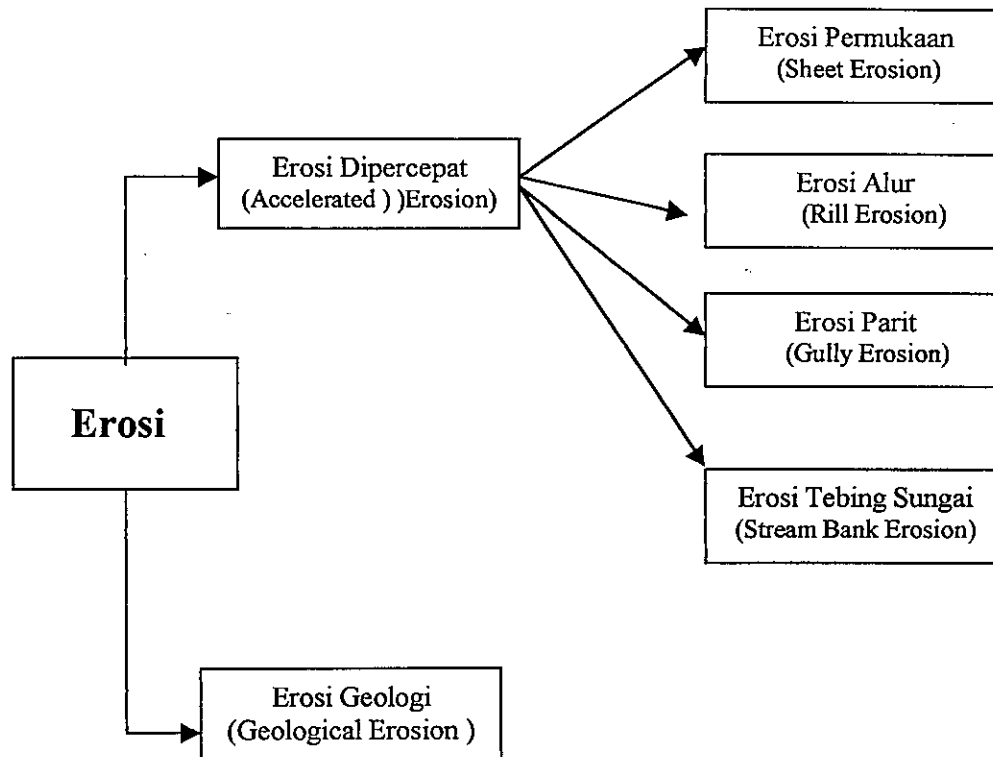 Erosi Permukaan
(Sheet Erosion)
Erosi Dipercepat
(Accelerated ) )Erosion)
Erosi Alur
(Rill Erosion)
Erosi Parit
(Gully Erosion)
Erosi
Erosi Tebing Sungai
(Stream Bank Erosion)
Erosi Geologi
(Geological Erosion )